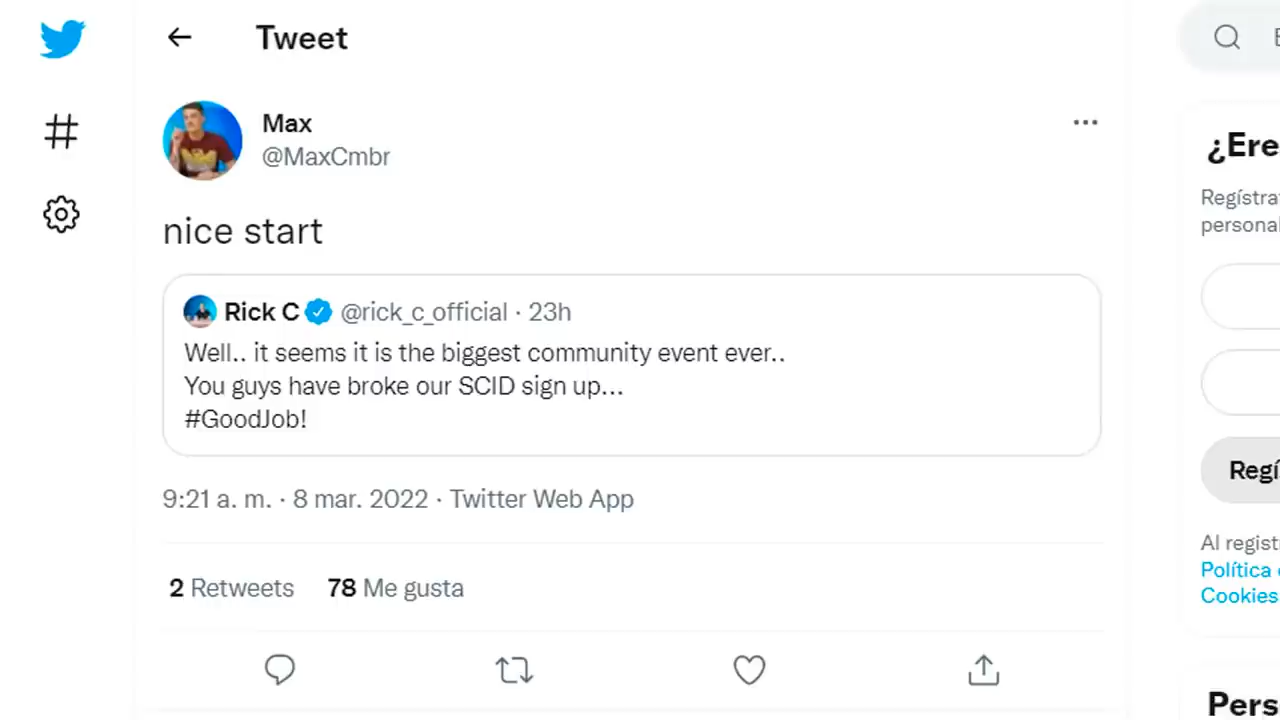 Tweet
Max
@MaxCmbr
nice start
Rick C @rick_c_official · 23h
Well.. it seems it is the biggest community event ever..
You guys have broke our SCID sign up...
#GoodJob!
9:21 a. m. · 8 mar. 2022 · Twitter Web App
2 Retweets 78 Me gusta
¿Ere
Regístra
personal
Regí
Al regist
Política
Cookies
Pers